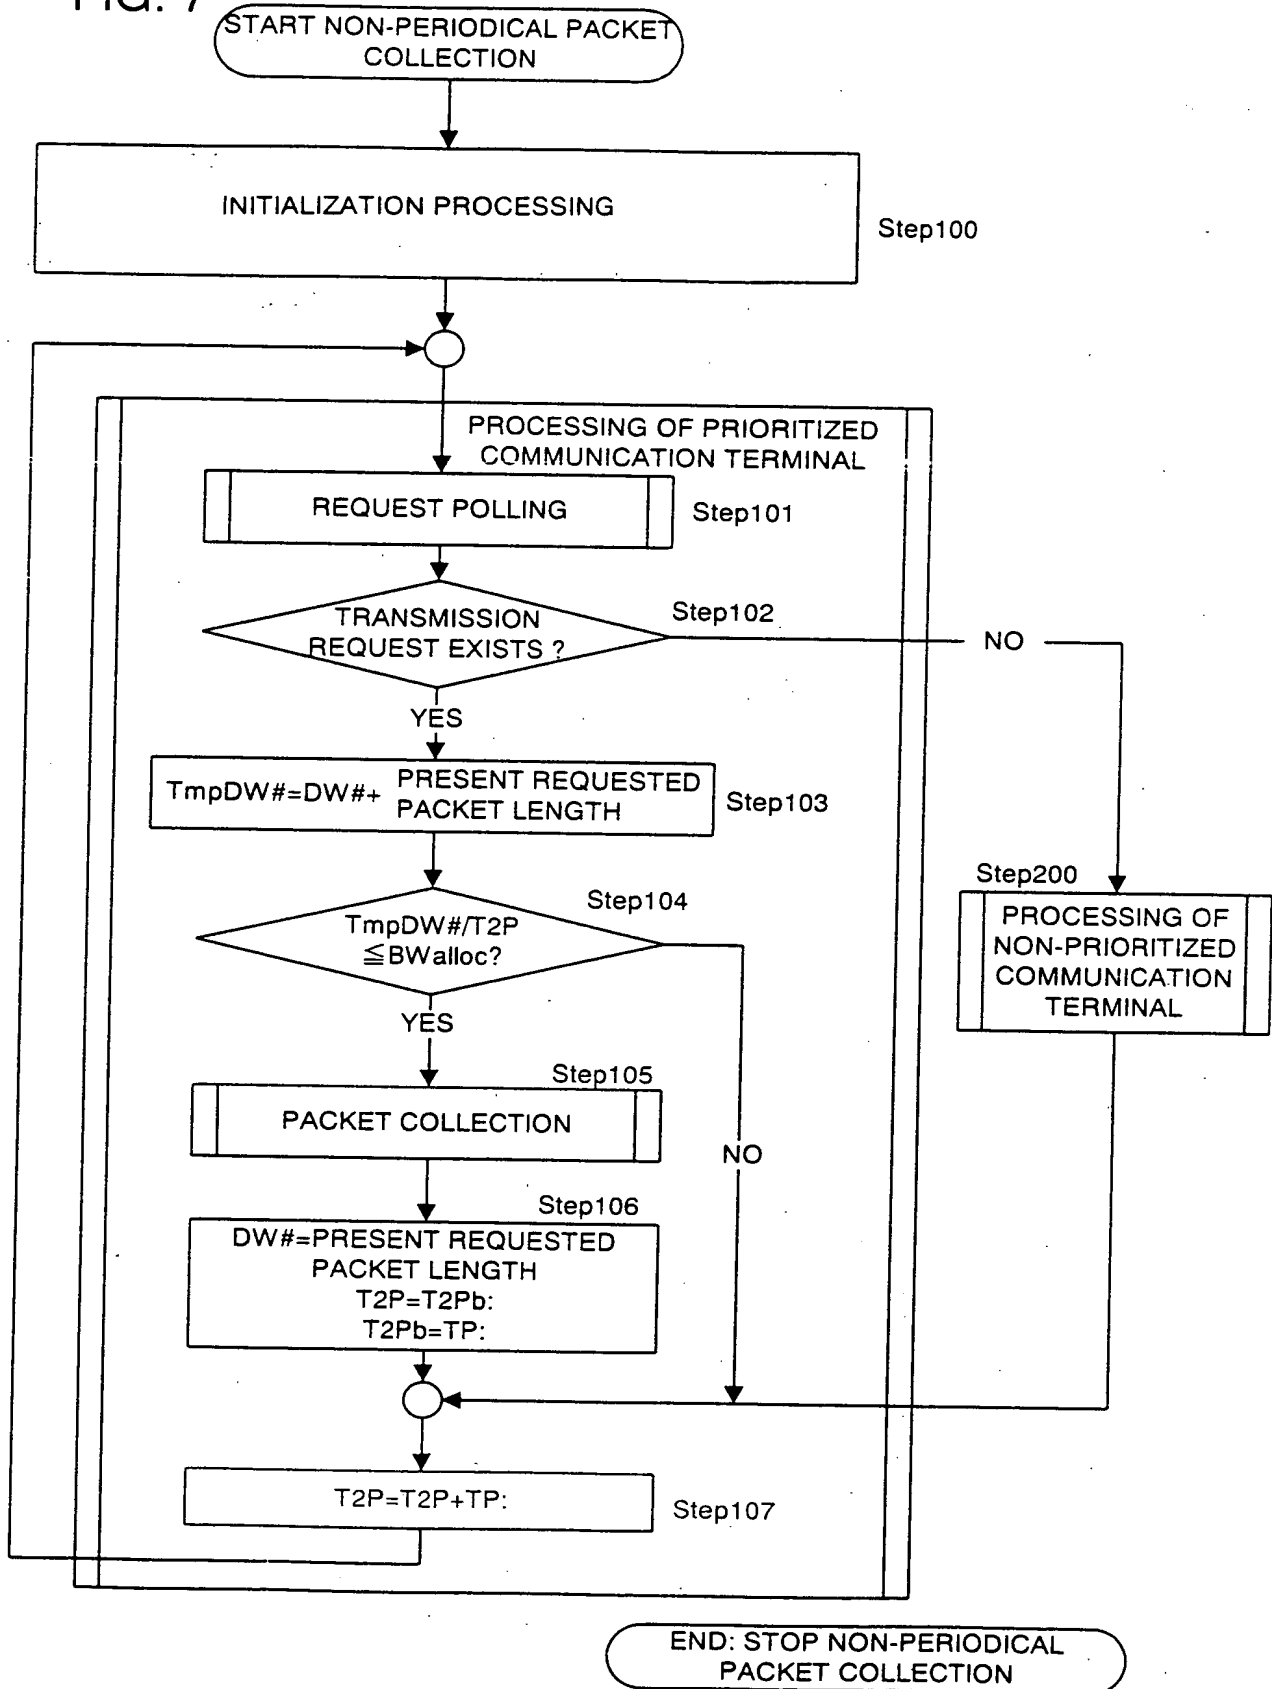 FIG. 7
START NON-PERIODICAL PACKET
COLLECTION
INITIALIZATION PROCESSING
Step100
PROCESSING OF PRIORITIZED
COMMUNICATION TERMINAL
REQUEST POLLING
Step101
TRANSMISSION
REQUEST EXISTS ?
Step102
NO
YES
TmpDW#=DW#+ PRESENT REQUESTED
PACKET LENGTH
Step103
Step104
TmpDW#/T2P
≦BWalloc?
Step200
PROCESSING OF
NON-PRIORITIZED
COMMUNICATION
TERMINAL
YES
Step105
PACKET COLLECTION
NO
Step106
DW#=PRESENT REQUESTED
PACKET LENGTH
T2P=T2Pb:
T2Pb=TP:
T2P=T2P+TP:
Step107
END: STOP NON-PERIODICAL
PACKET COLLECTION